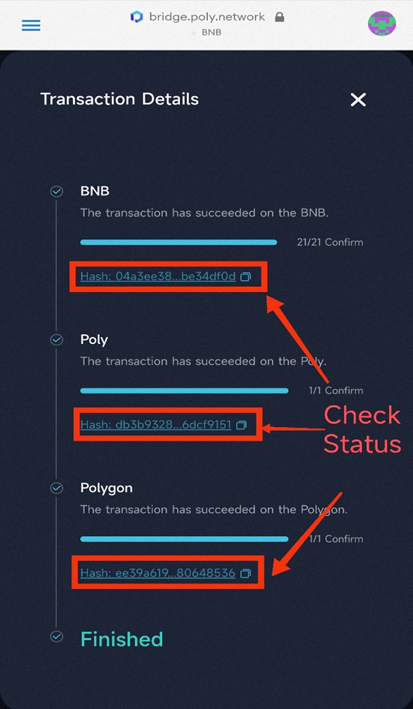 bridge.poly.network
BNB
Transaction Details
BNB
The transaction has succeeded on the BNB.
21/21 Confirm
Hash: 04a3ee38...be34df0d
Poly
The transaction has succeeded on the Poly.
1/1 Confirm
Hash: db3b9328...6dcf9151
Check
Status
Polygon
The transaction has succeeded on the Polygon.
1/1 Confirm
Hash: ee39a619...80648536
Finished